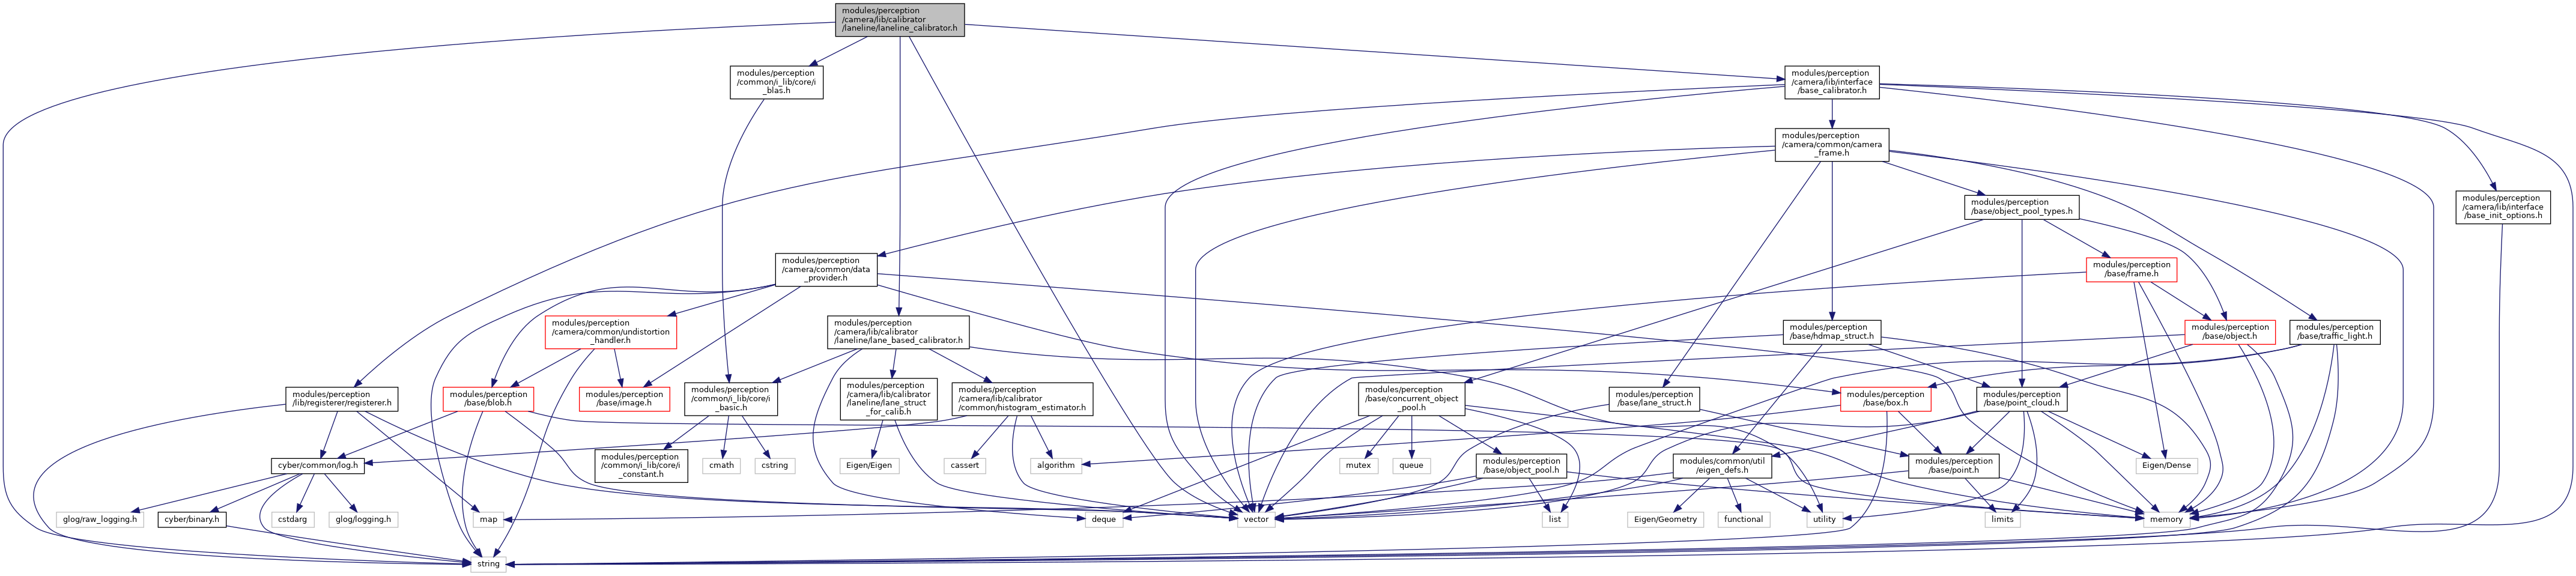 modules/perception
/camera/lib/calibrator
/laneline/laneline_calibrator.h
modules/perception
/common/i_lib/core/i
_blas.h
modules/perception
/camera/lib/interface
/base_calibrator.h
modules/perception
/camera/common/camera
_frame.h
modules/perception
/base/object_pool_types.h
modules/perception
/camera/lib/interface
/base_init_options.h
modules/perception
/camera/common/data
_provider.h
modules/perception
/base/frame.h
modules/perception
/camera/common/undistortion
_handler.h
modules/perception
/camera/lib/calibrator
/laneline/lane_based_calibrator.h
modules/perception
/base/hdmap_struct.h
modules/perception
/base/object.h
modules/perception
/base/traffic_light.h
modules/perception
/lib/registerer/registerer.h
modules/perception
/base/blob.h
modules/perception
/base/image.h
modules/perception
/common/i_lib/core/i
_basic.h
modules/perception
/camera/lib/calibrator
/laneline/lane_struct
_for_calib.h
modules/perception
/camera/lib/calibrator
/common/histogram_estimator.h
modules/perception
/base/concurrent_object
_pool.h
modules/perception
/base/lane_struct.h
modules/perception
/base/box.h
modules/perception
/base/point_cloud.h
cyber/common/log.h
modules/perception
/common/i_lib/core/i
_constant.h
cmath
cstring
Eigen/Eigen
cassert
algorithm
mutex
queue
modules/perception
/base/object_pool.h
modules/common/util
/eigen_defs.h
modules/perception
/base/point.h
Eigen/Dense
glog/raw_logging.h
cyber/binary.h
cstdarg
glog/logging.h
map
deque
vector
list
Eigen/Geometry
functional
utility
limits
memory
string